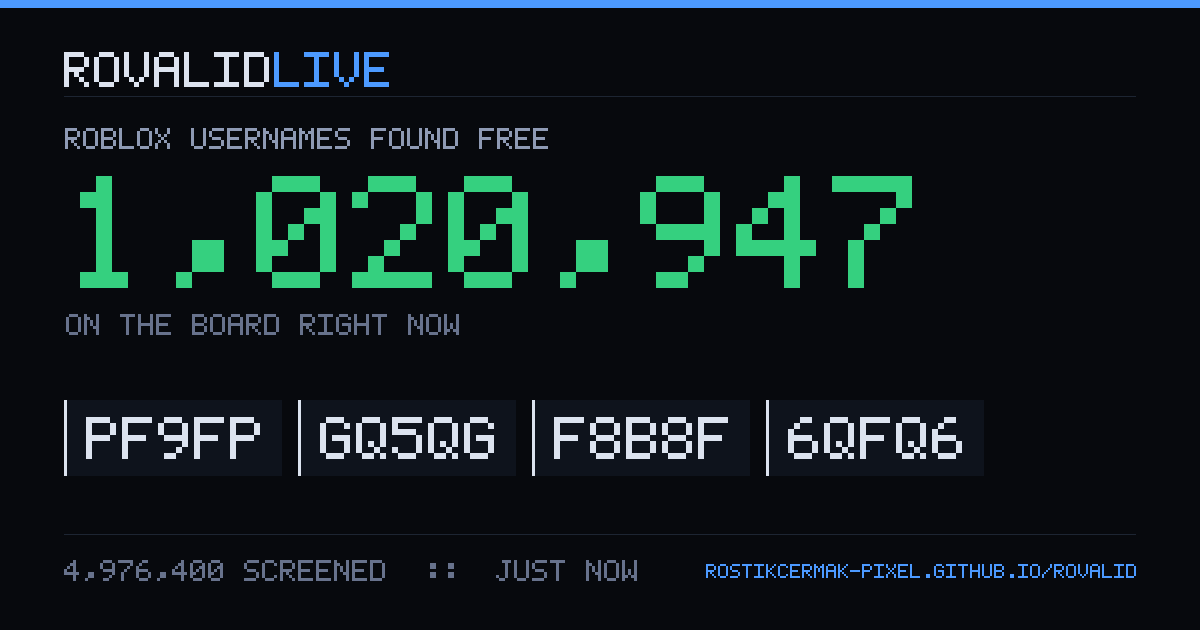 ROVALIDLIVE
ROBLOX USERNAMES FOUND FREE
1,020,947
ON THE BOARD RIGHT NOW
PF9FP GQ5QG F8B8F 6QFQ6
4,976,400 SCREENED :: JUST NOW ROSTIKCERMAK-PIXEL.GITHUB.IO/ROVALID